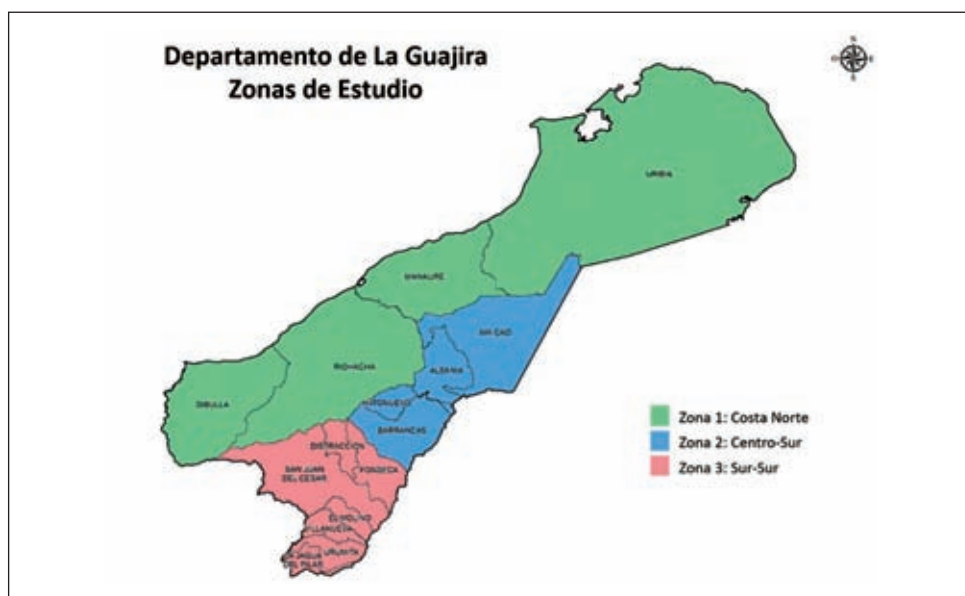 Departamento de La Guajira
Zonas de Estudio
N
E
S
URIBIA
MANAURE
MAICAO
ALBANIA
RIOHACHA
DIBULLA
HATONUEVO
BARRANCAS
DISTRACCION
FONSECA
SAN JUAN
DEL CESAR
EL MOLINO
VILLANUEVA
URUMITA
LA JAGUA
DEL PILAR
Zona 1: Costa Norte
Zona 2: Centro-Sur
Zona 3: Sur-Sur